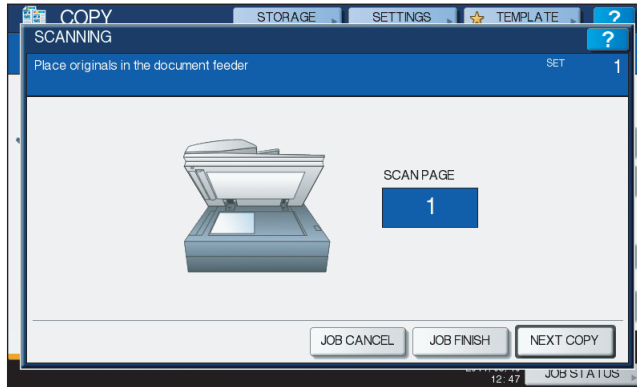 COPY
STORAGE
SETTINGS
TEMPLATE
?
SCANNING
?
Place originals in the document feeder
SET
1
SCAN PAGE
1
JOB CANCEL
JOB FINISH
NEXT COPY
12:47
JOB STATUS